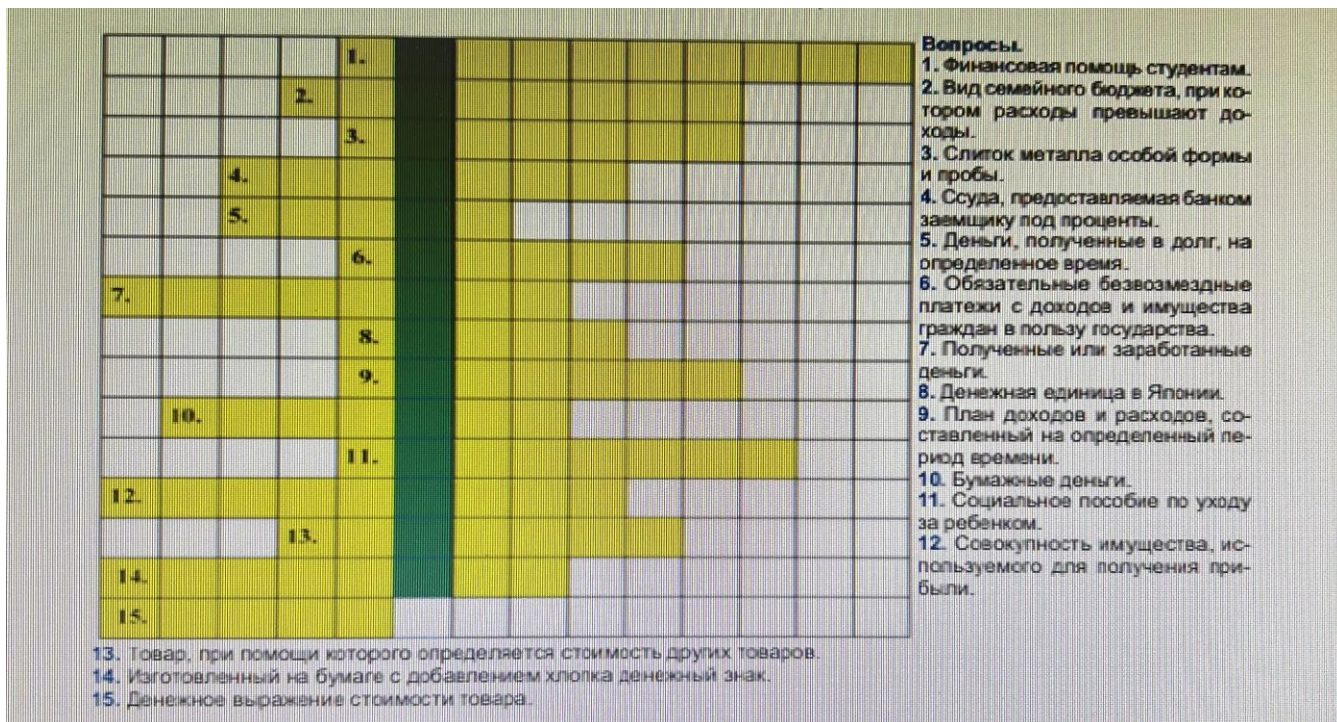 Вопросы.
1.
1. Финансовая помощь студентам.
2.
2. Вид семейного бюджета, при ко-
тором расходы превышают до-
ходы.
3.
3. Слиток металла особой формы
и пробы.
4.
4. Ссуда, предоставляемая банком
заемщику под проценты.
5.
5. Деньги, полученные в долг, на
определенное время.
6.
6. Обязательные безвозмездные
платежи с доходов и имущества
граждан в пользу государства.
7.
7. Полученные или заработанные
деньги.
8.
8. Денежная единица в Японии.
9.
9. План доходов и расходов, со-
ставленный на определенный пе-
риод времени.
10.
10. Бумажные деньги.
11.
11. Социальное пособие по уходу
за ребенком.
12.
12. Совокупность имущества, ис-
пользуемого для получения при-
были.
13.
14.
15.
13. Товар, при помощи которого определяется стоимость других товаров.
14. Изготовленный на бумаге с добавлением хлопка денежный знак.
15. Денежное выражение стоимости товара.